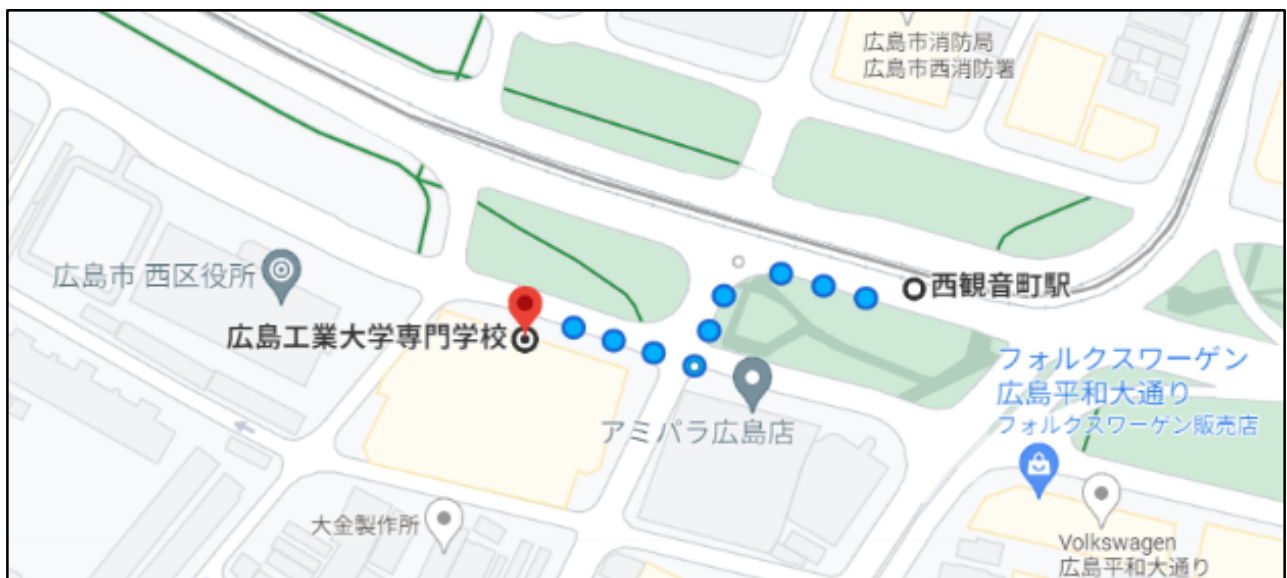 広島市消防局
広島市西消防署
広島市 西区役所
西観音町駅
広島工業大学専門学校
フォルクスワーゲン
広島平和大通り
フォルクスワーゲン販売店
アミパラ広島店
大金製作所
Volkswagen
広島平和大通り